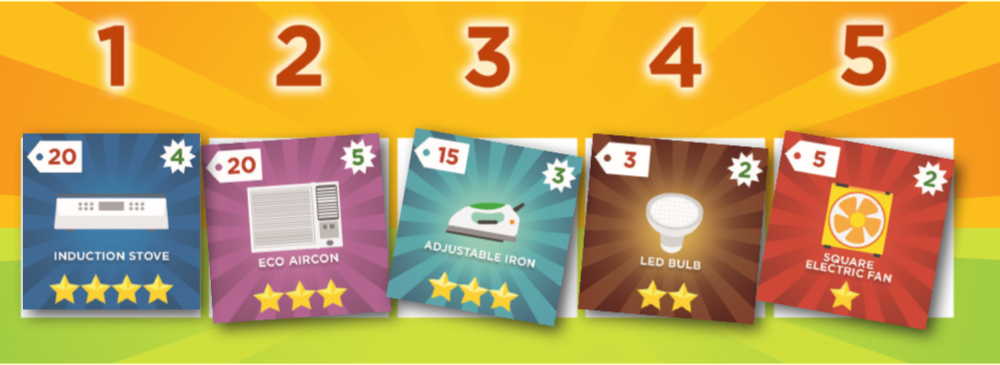 1 2 3 4 5
20 4
INDUCTION STOVE
20 5
ECO AIRCON
15 3
ADJUSTABLE IRON
3 2
LED BULB
5 2
SQUARE
ELECTRIC FAN